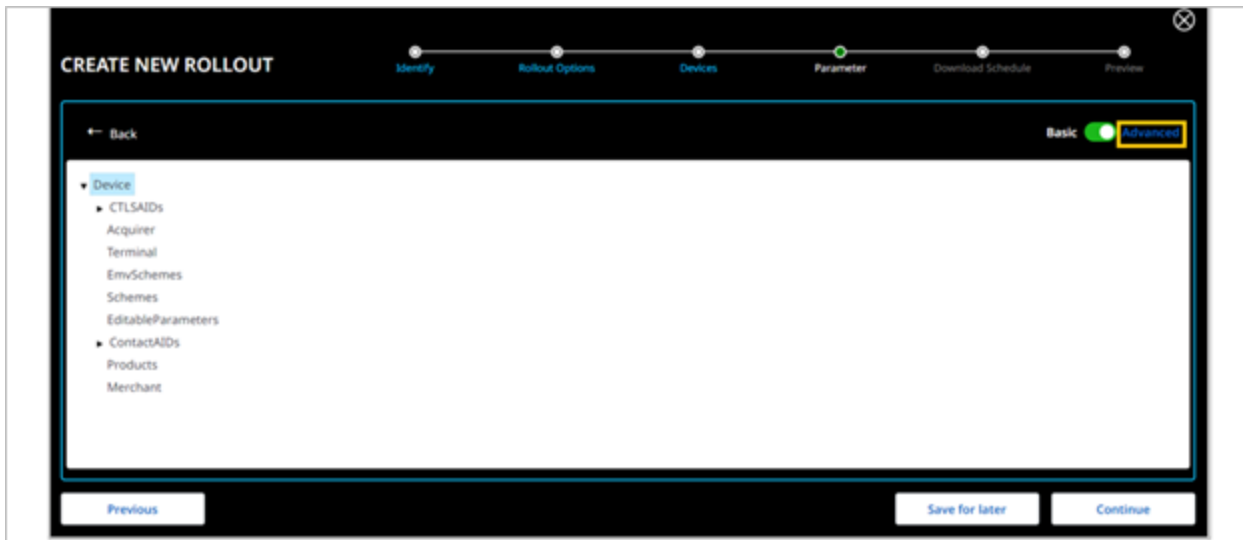 CREATE NEW ROLLOUT
Identify
Rollout Options
Devices
Parameter
Download Schedule
Preview
← Back
Basic Advanced
▼ Device
► CTLSAIDs
Acquirer
Terminal
EmvSchemes
Schemes
EditableParameters
► ContactAIDs
Products
Merchant
Previous
Save for later
Continue